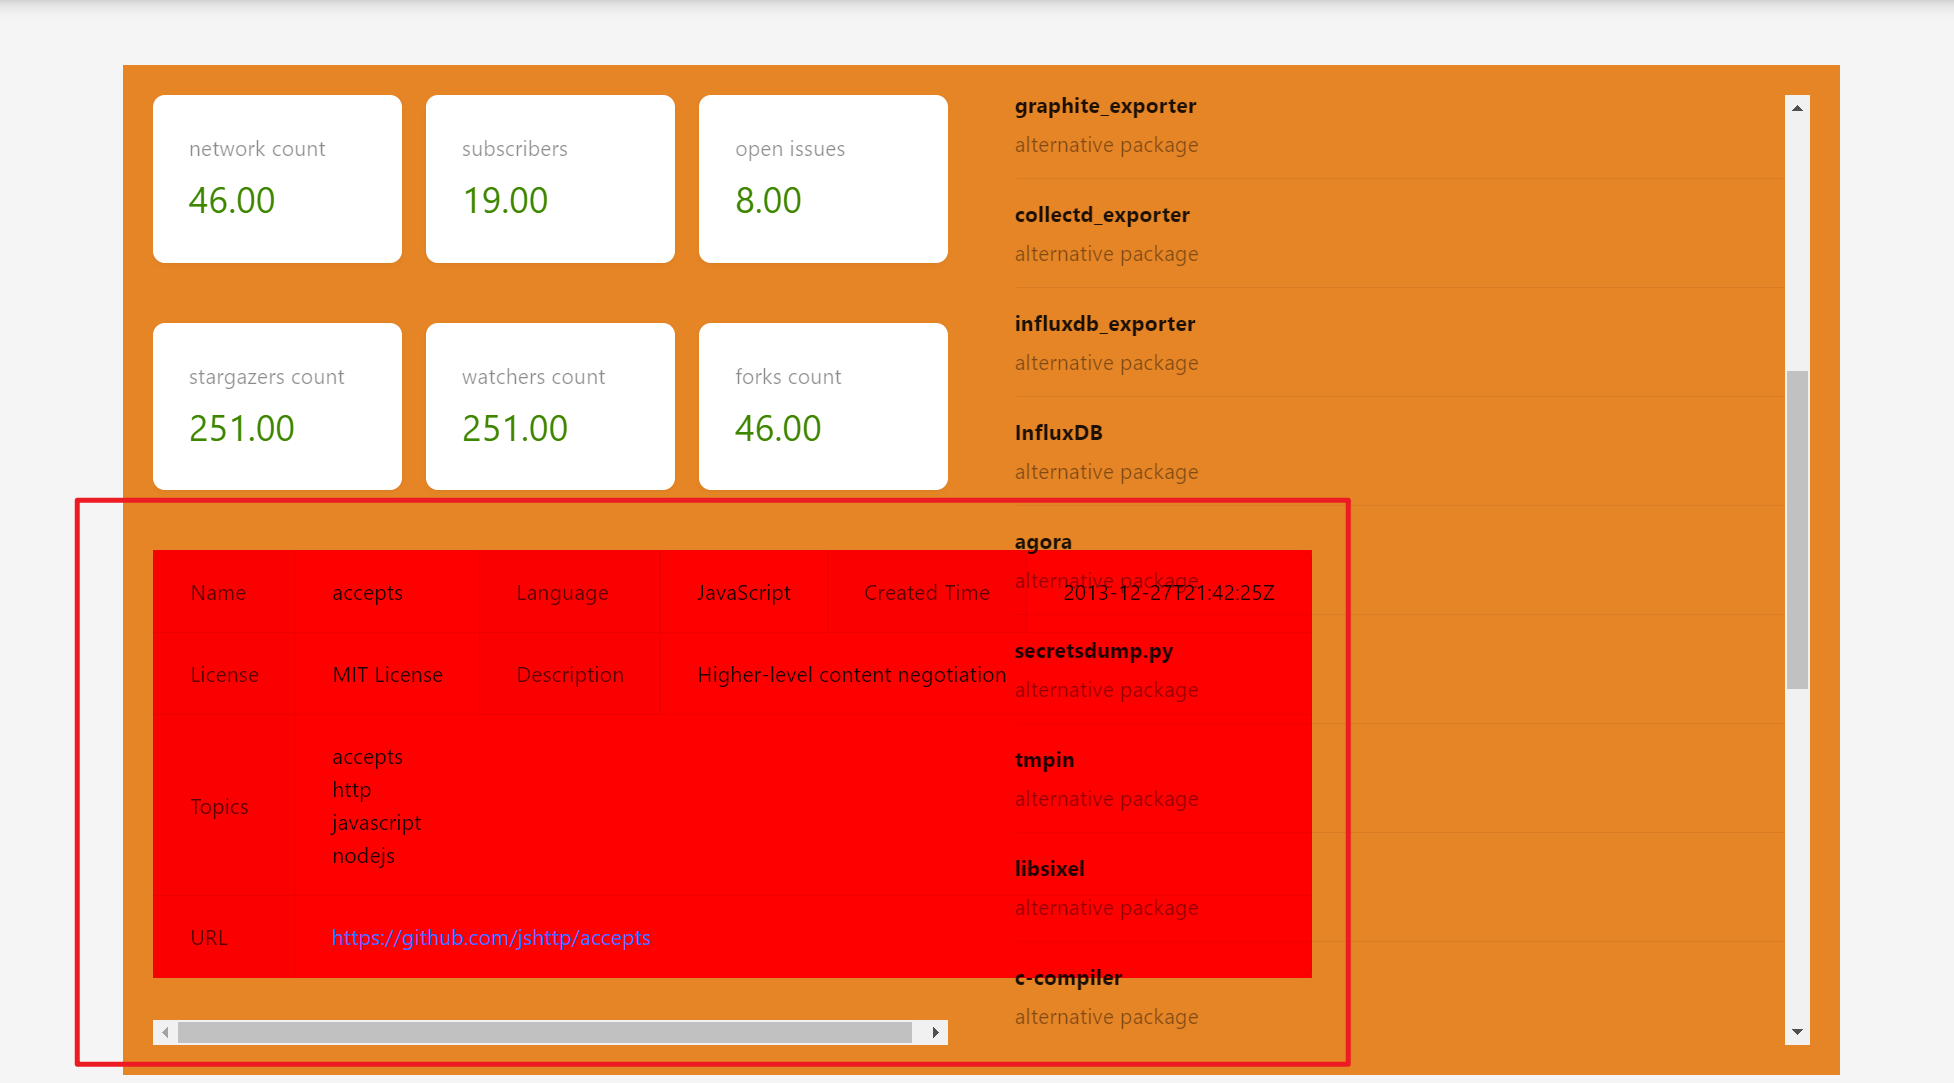 network count
46.00
subscribers
19.00
open issues
8.00
stargazers count
251.00
watchers count
251.00
forks count
46.00
Name accepts Language JavaScript Created Time 2013-12-27T21:42:25Z
License MIT License Description Higher-level content negotiation
Topics
accepts
http
javascript
nodejs
URL https://github.com/jshttp/accepts
graphite_exporter
alternative package
collectd_exporter
alternative package
influxdb_exporter
alternative package
InfluxDB
alternative package
agora
alternative package
secretsdump.py
alternative package
tmpin
alternative package
libsixel
alternative package
c-compiler
alternative package